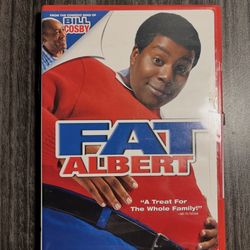 FROM THE COMEDIC MIND OF
BILL
COSBY
FAT
ALBERT
"A Treat For
The Whole Family!"